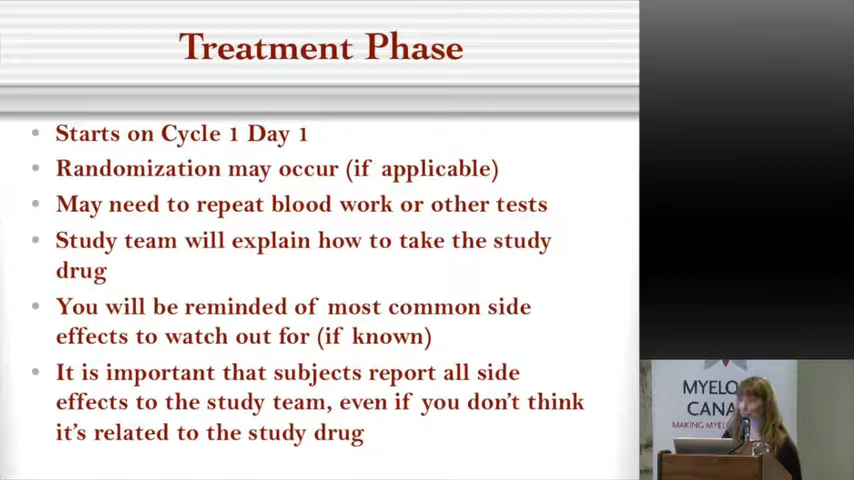 Treatment Phase
• Starts on Cycle 1 Day 1
• Randomization may occur (if applicable)
• May need to repeat blood work or other tests
• Study team will explain how to take the study
drug
• You will be reminded of most common side
effects to watch out for (if known)
• It is important that subjects report all side
effects to the study team, even if you don't think
it's related to the study drug
MYELO
CANA
MAKING MYEL